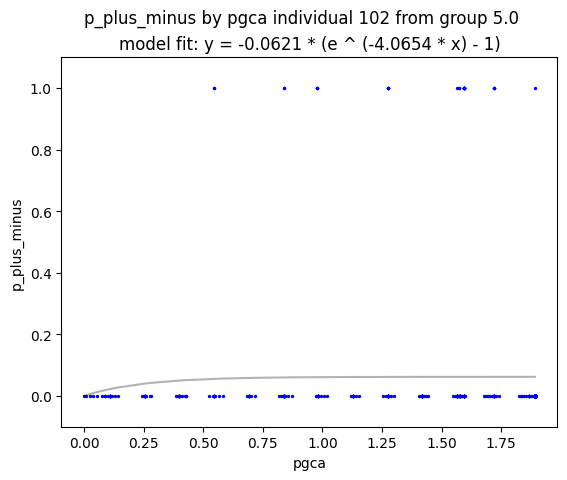 p_plus_minus by pgca individual 102 from group 5.0
model fit: y = -0.0621 * (e ^ (-4.0654 * x) - 1)
1.0
0.8
0.6
0.4
0.2
0.0
p_plus_minus
0.00 0.25 0.50 0.75 1.00 1.25 1.50 1.75
pgca